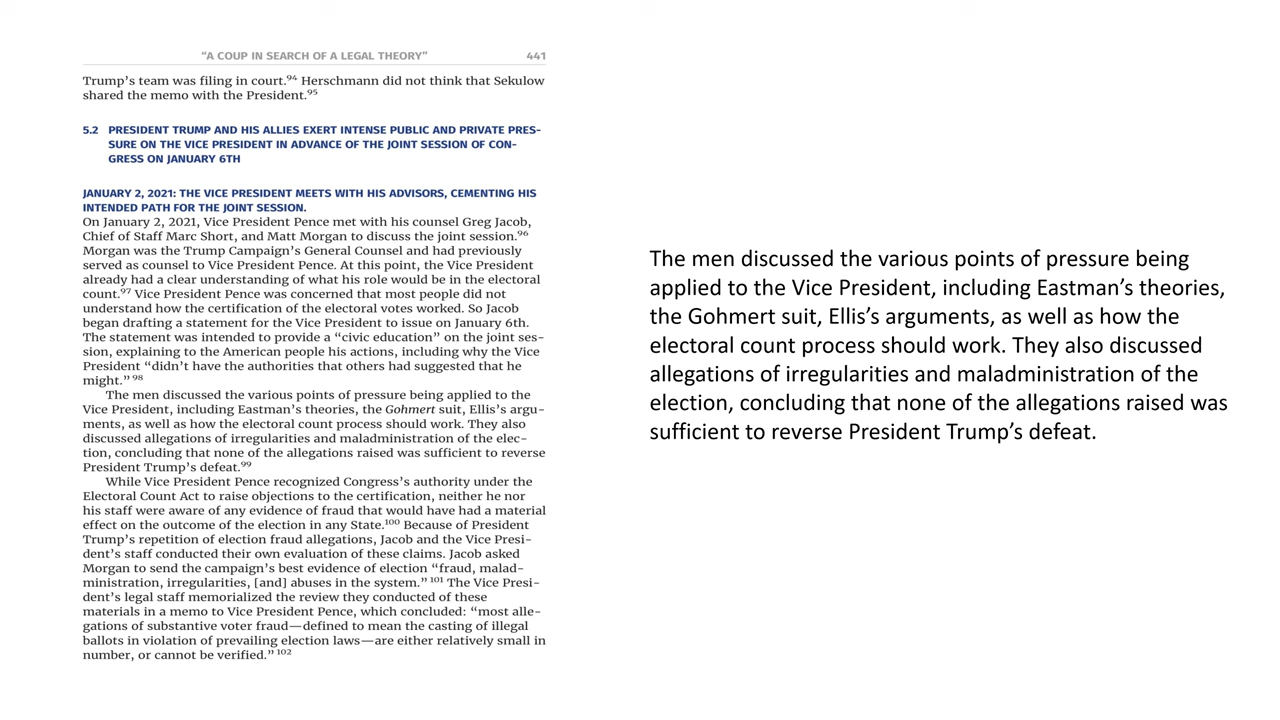 “A COUP IN SEARCH OF A LEGAL THEORY” 441
Trump’s team was filing in court.⁹⁴ Herschmann did not think that Sekulow
shared the memo with the President.⁹⁵
5.2 PRESIDENT TRUMP AND HIS ALLIES EXERT INTENSE PUBLIC AND PRIVATE PRES-
SURE ON THE VICE PRESIDENT IN ADVANCE OF THE JOINT SESSION OF CON-
GRESS ON JANUARY 6TH
JANUARY 2, 2021: THE VICE PRESIDENT MEETS WITH HIS ADVISORS, CEMENTING HIS
INTENDED PATH FOR THE JOINT SESSION.
On January 2, 2021, Vice President Pence met with his counsel Greg Jacob,
Chief of Staff Marc Short, and Matt Morgan to discuss the joint session.⁹⁶
Morgan was the Trump Campaign’s General Counsel and had previously
served as counsel to Vice President Pence. At this point, the Vice President
already had a clear understanding of what his role would be in the electoral
count.⁹⁷ Vice President Pence was concerned that most people did not
understand how the certification of the electoral votes worked. So Jacob
began drafting a statement for the Vice President to issue on January 6th.
The statement was intended to provide a “civic education” on the joint ses-
sion, explaining to the American people his actions, including why the Vice
President “didn’t have the authorities that others had suggested that he
might.” ⁹⁸
The men discussed the various points of pressure being applied to the
Vice President, including Eastman’s theories, the Gohmert suit, Ellis’s argu-
ments, as well as how the electoral count process should work. They also
discussed allegations of irregularities and maladministration of the elec-
tion, concluding that none of the allegations raised was sufficient to reverse
President Trump’s defeat.⁹⁹
While Vice President Pence recognized Congress’s authority under the
Electoral Count Act to raise objections to the certification, neither he nor
his staff were aware of any evidence of fraud that would have had a material
effect on the outcome of the election in any State.¹⁰⁰ Because of President
Trump’s repetition of election fraud allegations, Jacob and the Vice Presi-
dent’s staff conducted their own evaluation of these claims. Jacob asked
Morgan to send the campaign’s best evidence of election “fraud, malad-
ministration, irregularities, [and] abuses in the system.” ¹⁰¹ The Vice Presi-
dent’s legal staff memorialized the review they conducted of these
materials in a memo to Vice President Pence, which concluded: “most alle-
gations of substantive voter fraud—defined to mean the casting of illegal
ballots in violation of prevailing election laws—are either relatively small in
number, or cannot be verified.” ¹⁰²
The men discussed the various points of pressure being
applied to the Vice President, including Eastman’s theories,
the Gohmert suit, Ellis’s arguments, as well as how the
electoral count process should work. They also discussed
allegations of irregularities and maladministration of the
election, concluding that none of the allegations raised was
sufficient to reverse President Trump’s defeat.